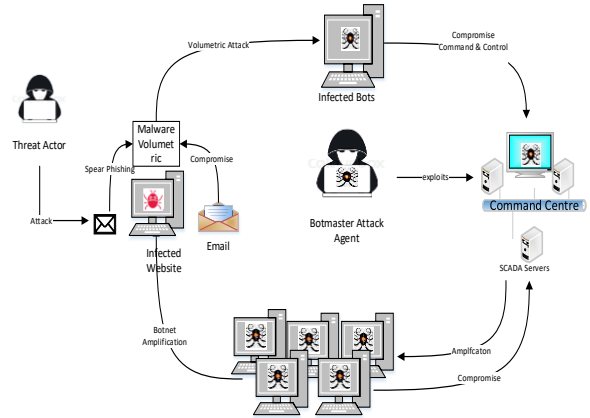 Volumetric Attack
Compromise
Command & Control
Infected Bots
Threat Actor
Malware
Volumet
ric
Spear Phishing
Compromise
Attack
Email
Infected
Website
exploits
Botmaster Attack
Agent
Command Centre
SCADA Servers
Botnet
Amplification
Amplfcaton
Compromise